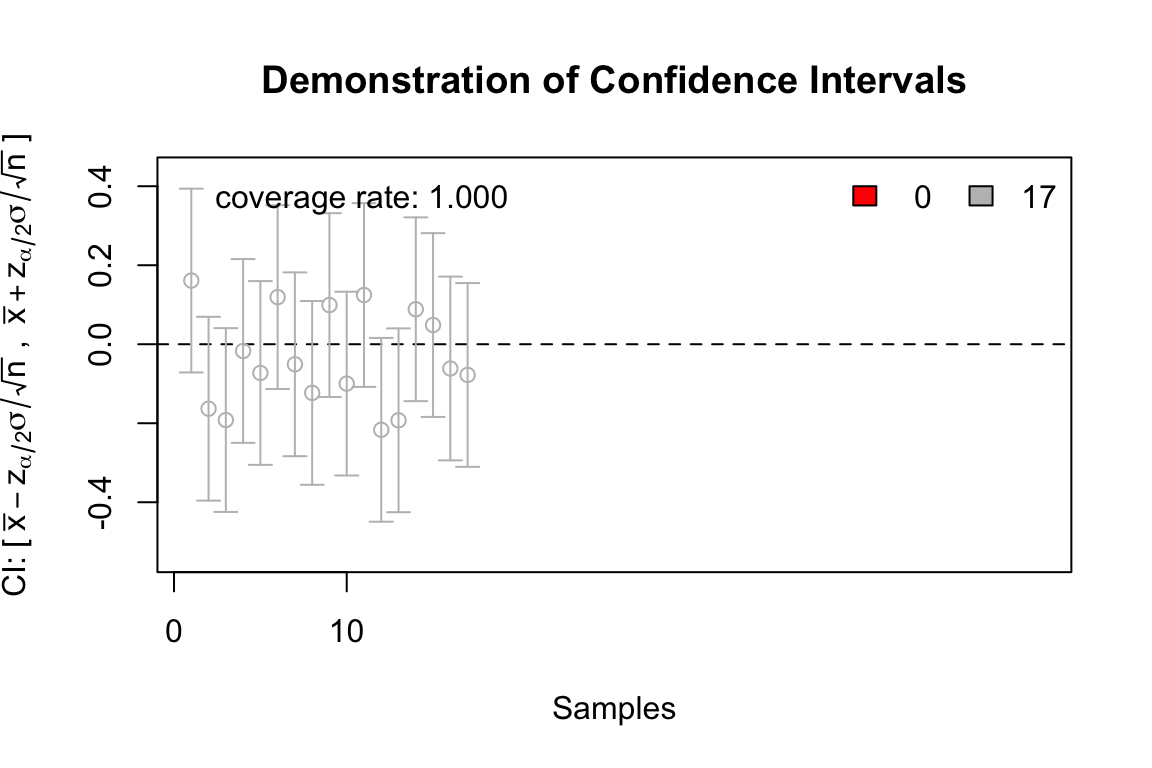 Demonstration of Confidence Intervals
CI: [ x̅ − zα/2σ/√n , x̅ + zα/2σ/√n ]
0.4
0.2
0.0
-0.4
coverage rate: 1.000
0 17
0 10
Samples